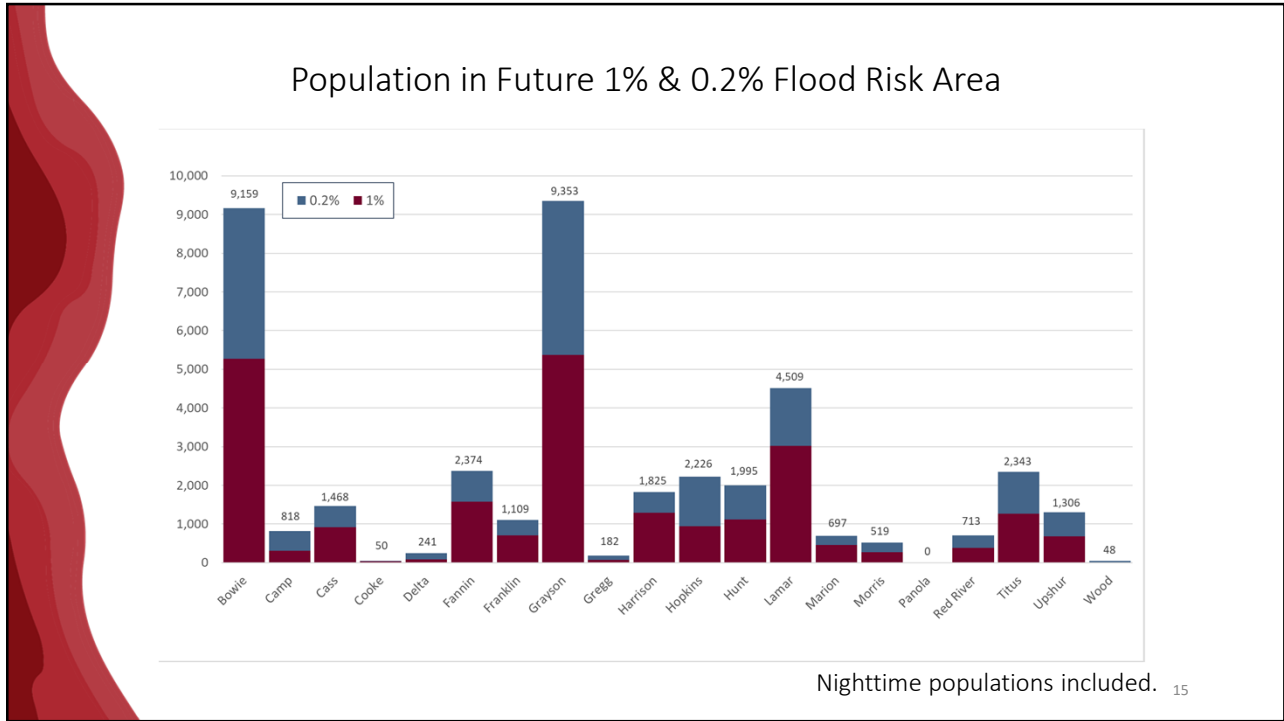 Population in Future 1% & 0.2% Flood Risk Area
10,000
9,000
8,000
7,000
6,000
5,000
4,000
3,000
2,000
1,000
0
0.2% 1%
9,159
818
1,468
50
241
2,374
1,109
9,353
182
1,825
2,226
1,995
4,509
697
519
0
713
2,343
1,306
48
Bowie
Camp
Cass
Cooke
Delta
Fannin
Franklin
Grayson
Gregg
Harrison
Hopkins
Hunt
Lamar
Marion
Morris
Panola
Red River
Titus
Upshur
Wood
Nighttime populations included.
15